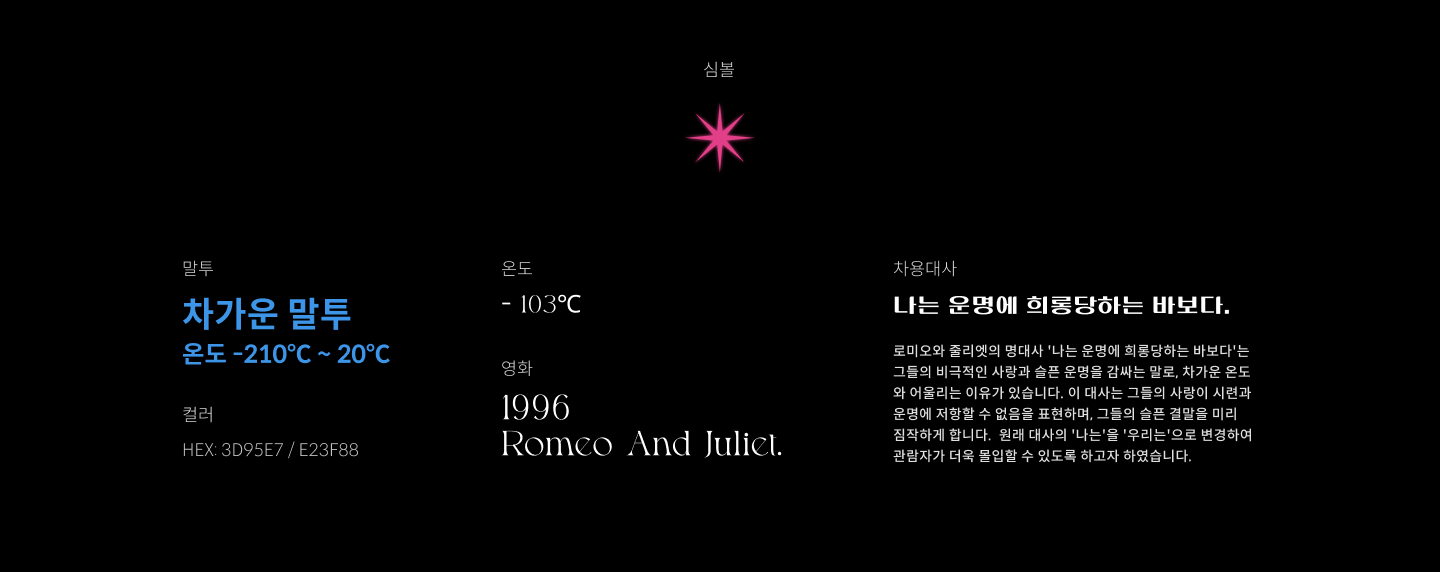 심볼
말투
차가운 말투
온도 -210℃ ~ 20℃
컬러
HEX: 3D95E7 / E23F88
온도
- 103℃
영화
1996
Romeo And Juliet.
차용대사
나는 운명에 희롱당하는 바보다.
로미오와 줄리엣의 명대사 '나는 운명에 희롱당하는 바보다'는
그들의 비극적인 사랑과 슬픈 운명을 감싸는 말로, 차가운 온도
와 어울리는 이유가 있습니다. 이 대사는 그들의 사랑이 시련과
운명에 저항할 수 없음을 표현하며, 그들의 슬픈 결말을 미리
짐작하게 합니다.  원래 대사의 '나는'을 '우리는'으로 변경하여
관람자가 더욱 몰입할 수 있도록 하고자 하였습니다.